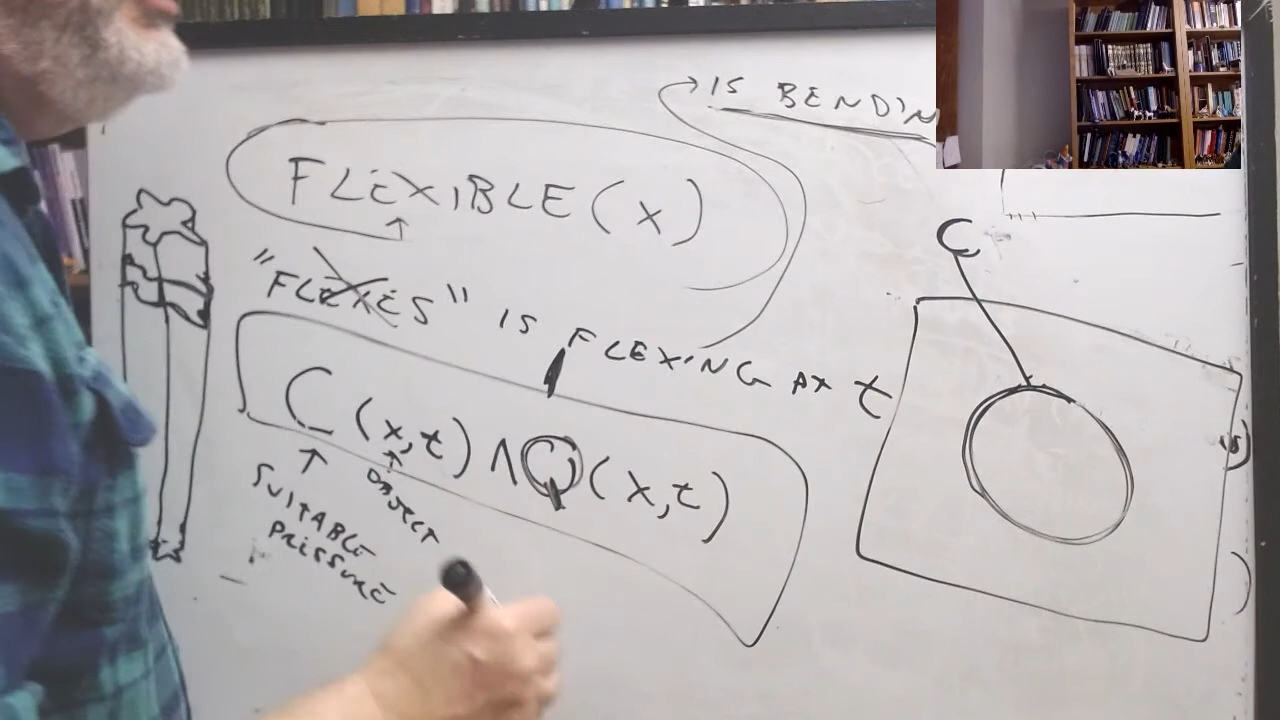 IS BENDIN
FLEXIBLE(x)
"FLEXES" IS FLEXING AT t
C(x,t) ∧ Q(x,t)
SUITABLE
PRESSURE
OBJECT
C